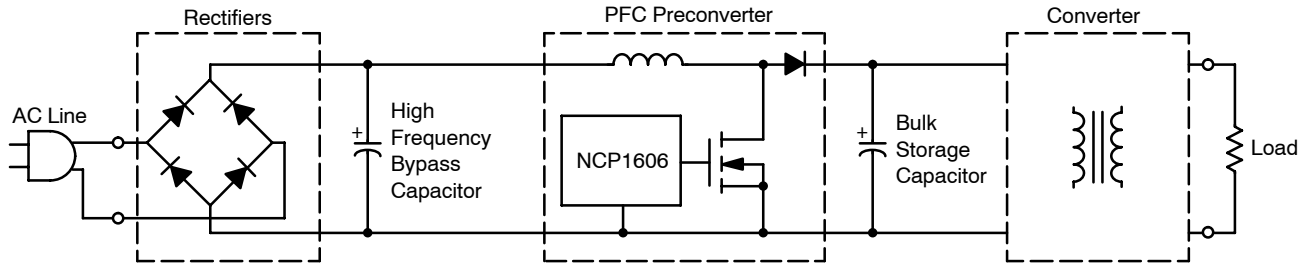 Rectifiers
PFC Preconverter
Converter
AC Line
+
High
Frequency
Bypass
Capacitor
NCP1606
+
Bulk
Storage
Capacitor
Load